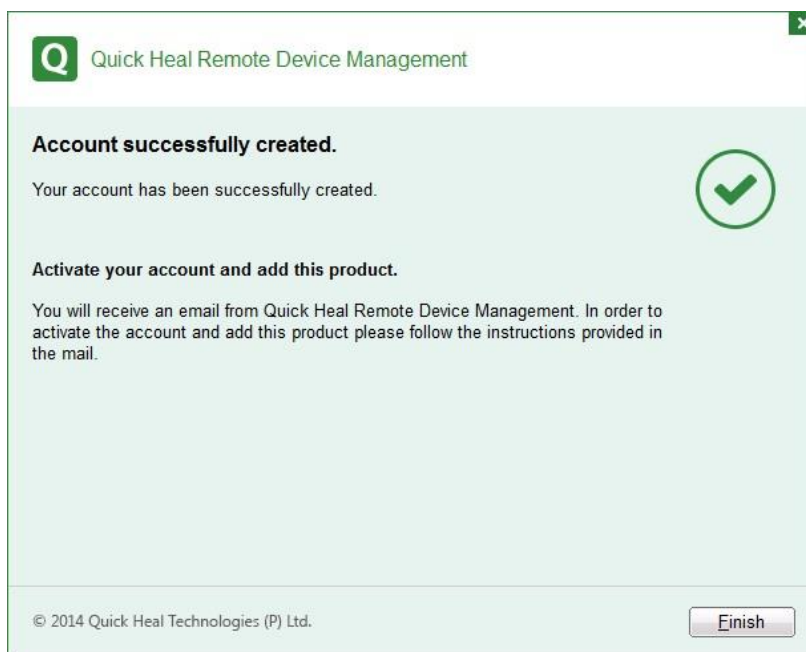 Q Quick Heal Remote Device Management
Account successfully created.
Your account has been successfully created.
Activate your account and add this product.
You will receive an email from Quick Heal Remote Device Management. In order to
activate the account and add this product please follow the instructions provided in
the mail.
© 2014 Quick Heal Technologies (P) Ltd.
Finish